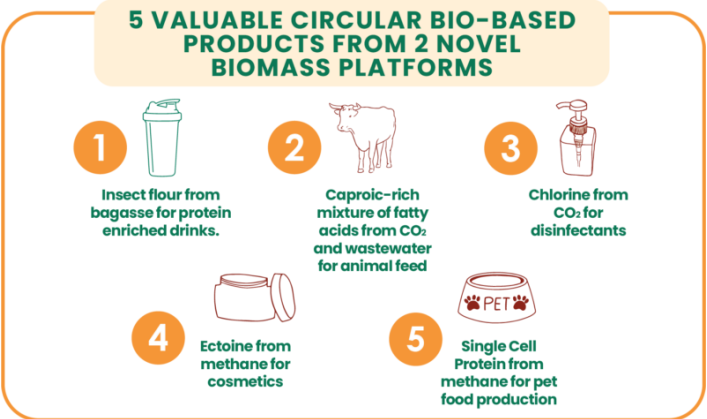 5 VALUABLE CIRCULAR BIO-BASED
PRODUCTS FROM 2 NOVEL
BIOMASS PLATFORMS
1
Insect flour from
bagasse for protein
enriched drinks.
2
Caproic-rich
mixture of fatty
acids from CO₂
and wastewater
for animal feed
3
Chlorine from
CO₂ for
disinfectants
4
Ectoine from
methane for
cosmetics
5
PET
Single Cell
Protein from
methane for pet
food production